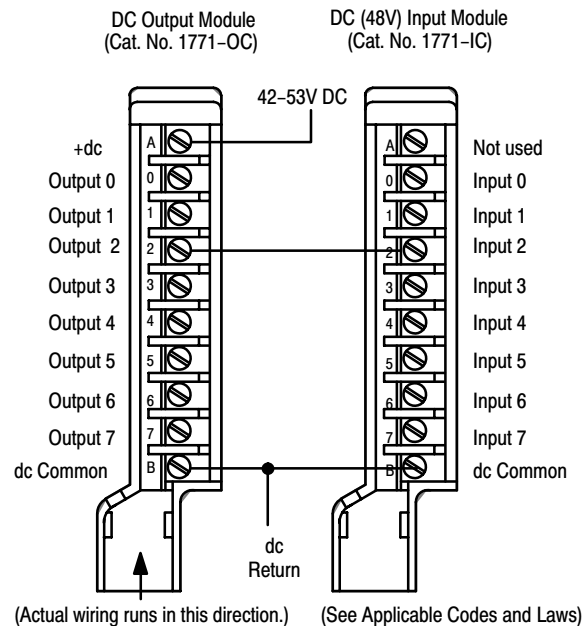 DC Output Module
(Cat. No. 1771–OC)
DC (48V) Input Module
(Cat. No. 1771–IC)
42–53V DC
+dc A A Not used
Output 0 0 0 Input 0
Output 1 1 1 Input 1
Output 2 2 2 Input 2
Output 3 3 3 Input 3
Output 4 4 4 Input 4
Output 5 5 5 Input 5
Output 6 6 6 Input 6
Output 7 7 7 Input 7
dc Common B B dc Common
dc
Return
(Actual wiring runs in this direction.)
(See Applicable Codes and Laws)